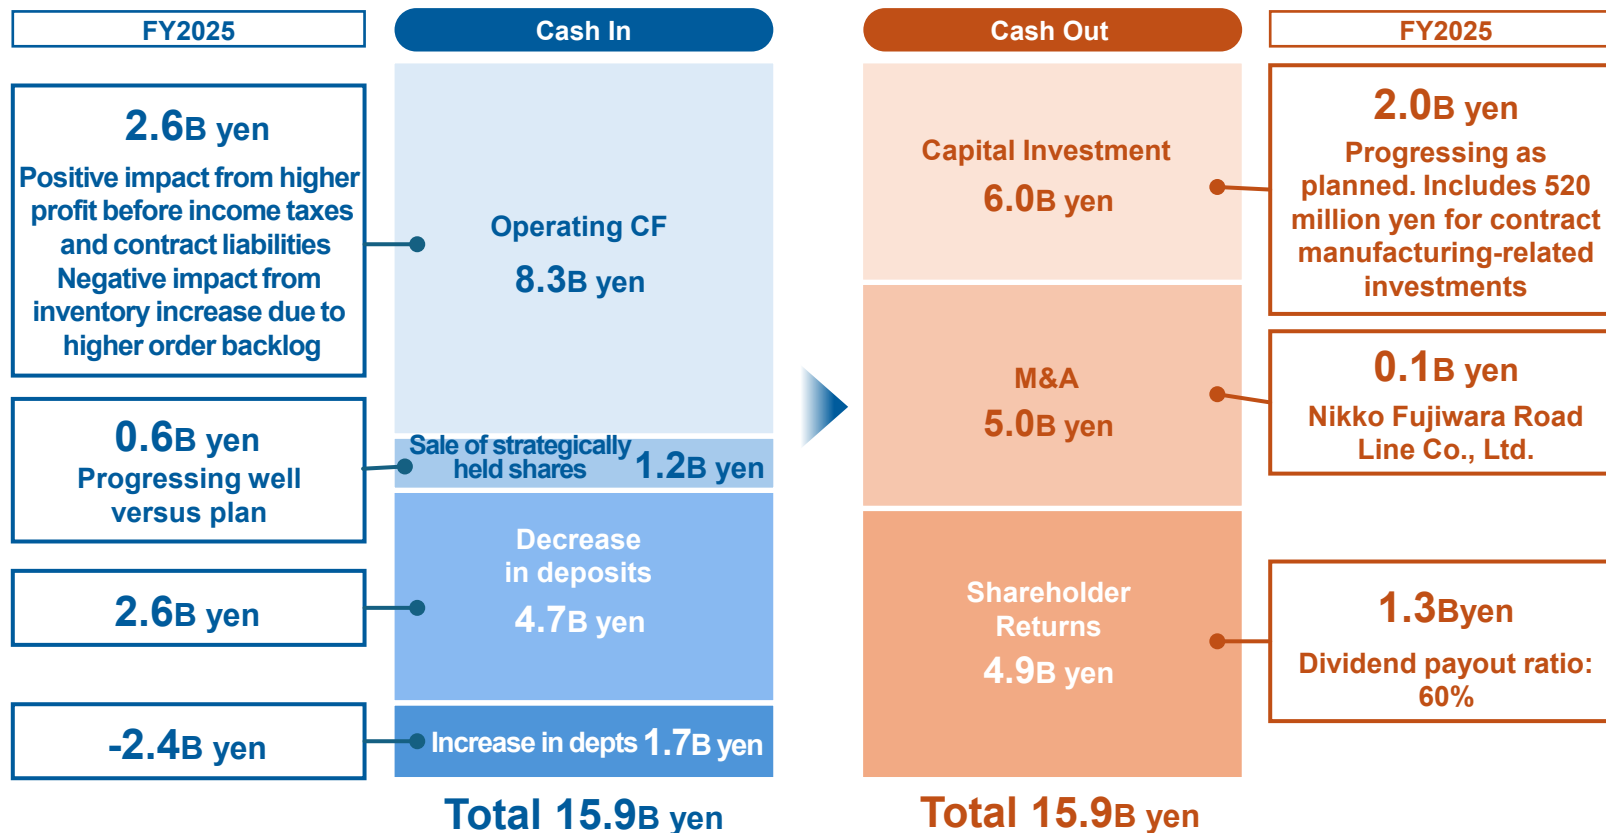 FY2025
Cash In
Cash Out
FY2025
2.6B yen
Positive impact from higher
profit before income taxes
and contract liabilities
Negative impact from
inventory increase due to
higher order backlog
0.6B yen
Progressing well
versus plan
2.6B yen
-2.4B yen
Operating CF
8.3B yen
Sale of strategically
held shares 1.2B yen
Decrease
in deposits
4.7B yen
Increase in depts 1.7B yen
Total 15.9B yen
Capital Investment
6.0B yen
M&A
5.0B yen
Shareholder
Returns
4.9B yen
Total 15.9B yen
2.0B yen
Progressing as
planned. Includes 520
million yen for contract
manufacturing-related
investments
0.1B yen
Nikko Fujiwara Road
Line Co., Ltd.
1.3Byen
Dividend payout ratio:
60%